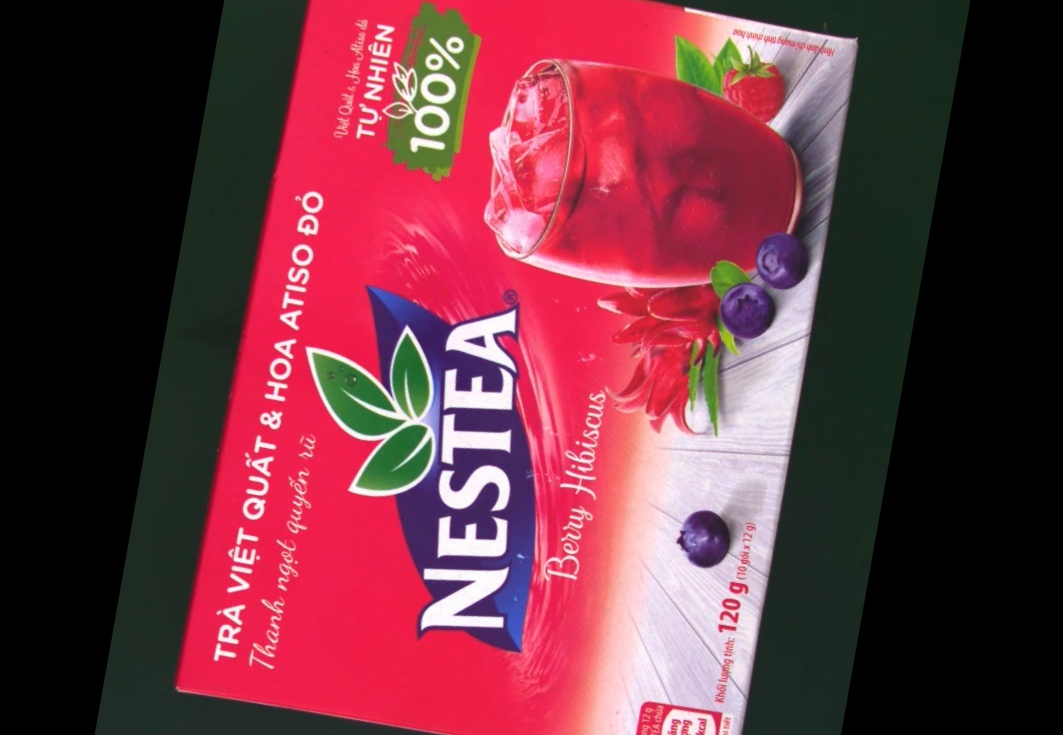 TRÀ VIỆT QUẤT & HOA ATISO ĐỎ
Thanh ngọt quyến rũ
Việt Quất & Hoa Atiso đỏ
TỰ NHIÊN
100%
NESTEA®
Berry Hibiscus
Khối lượng tịnh: 120 g (10 gói x 12 g)
Hình ảnh chỉ mang tính minh họa